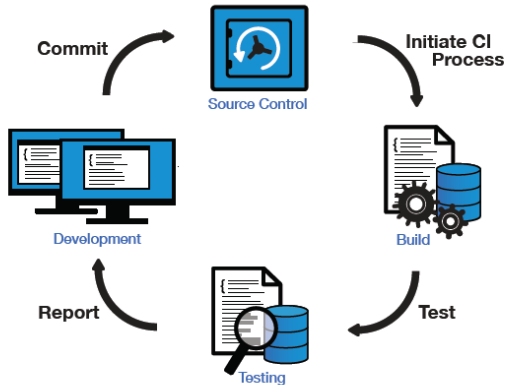 Commit
Initiate CI
Process
Source Control
Development
Build
Report
Test
Testing